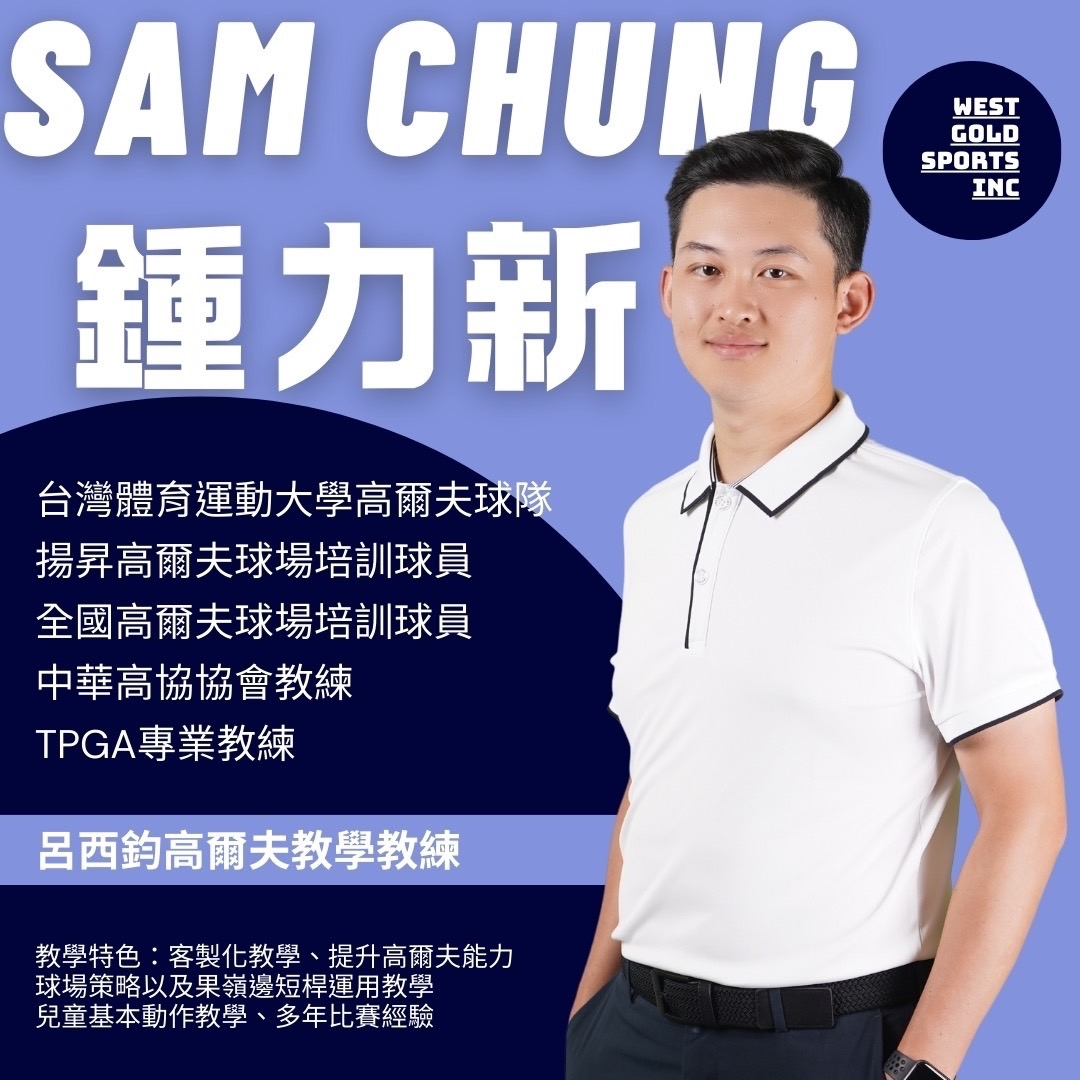 SAM CHUNG
WEST
GOLD
SPORTS
INC
鍾力新
台灣體育運動大學高爾夫球隊
揚昇高爾夫球場培訓球員
全國高爾夫球場培訓球員
中華高協協會教練
TPGA專業教練
呂西鈞高爾夫教學教練
教學特色：客製化教學、提升高爾夫能力
球場策略以及果嶺邊短桿運用教學
兒童基本動作教學、多年比賽經驗